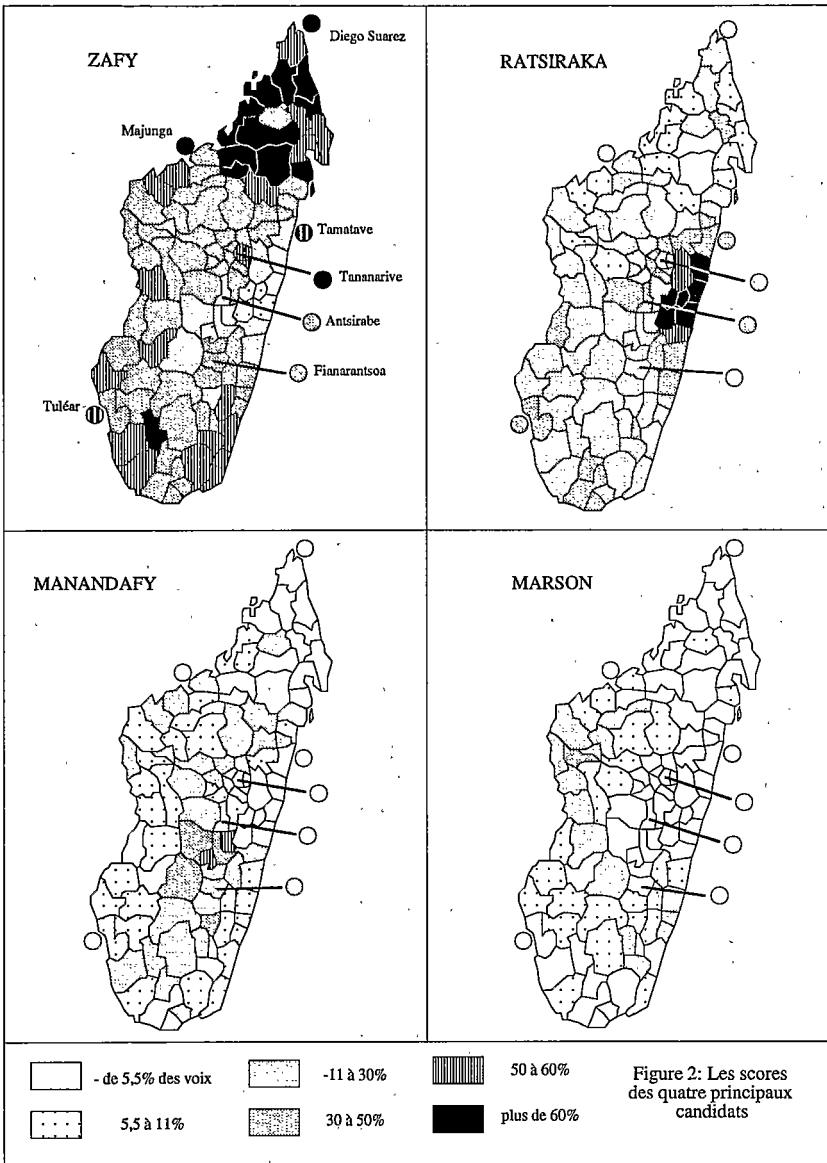 ZAFY
Diego Suarez
Majunga
Tamatave
Tananarive
Antsirabe
Fianarantsoa
Tuléar
RATSIRAKA
MANANDAFY
MARSON
- de 5,5% des voix
5,5 à 11%
-11 à 30%
30 à 50%
50 à 60%
plus de 60%
Figure 2: Les scores
des quatre principaux
candidats